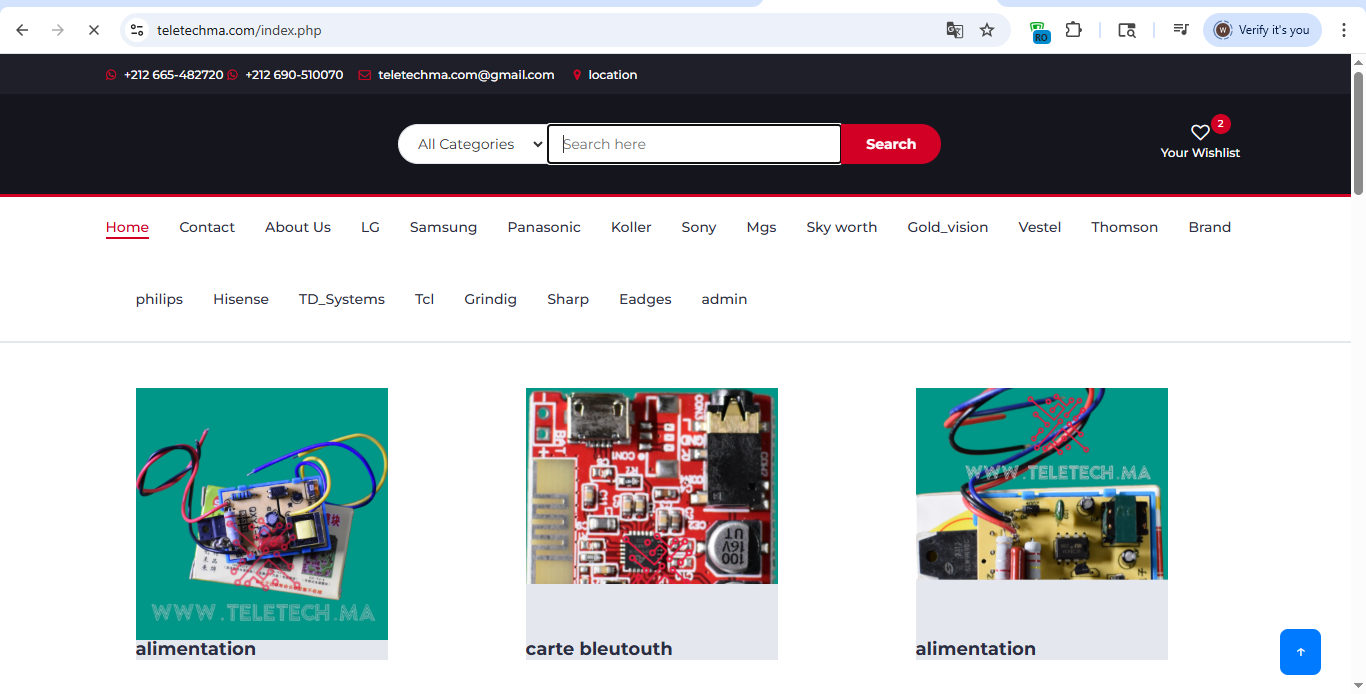 teletechma.com/index.php
RO
W Verify it's you
+212 665-482720 +212 690-510070 teletechma.com@gmail.com location
All Categories Search here Search
2
Your Wishlist
Home Contact About Us LG Samsung Panasonic Koller Sony Mgs Sky worth Gold_vision Vestel Thomson Brand
philips Hisense TD_Systems Tcl Grindig Sharp Eadges admin
WWW.TELETECH.MA
100
16V
UT
WWW.TELETECH.MA
alimentation carte bleutouth alimentation